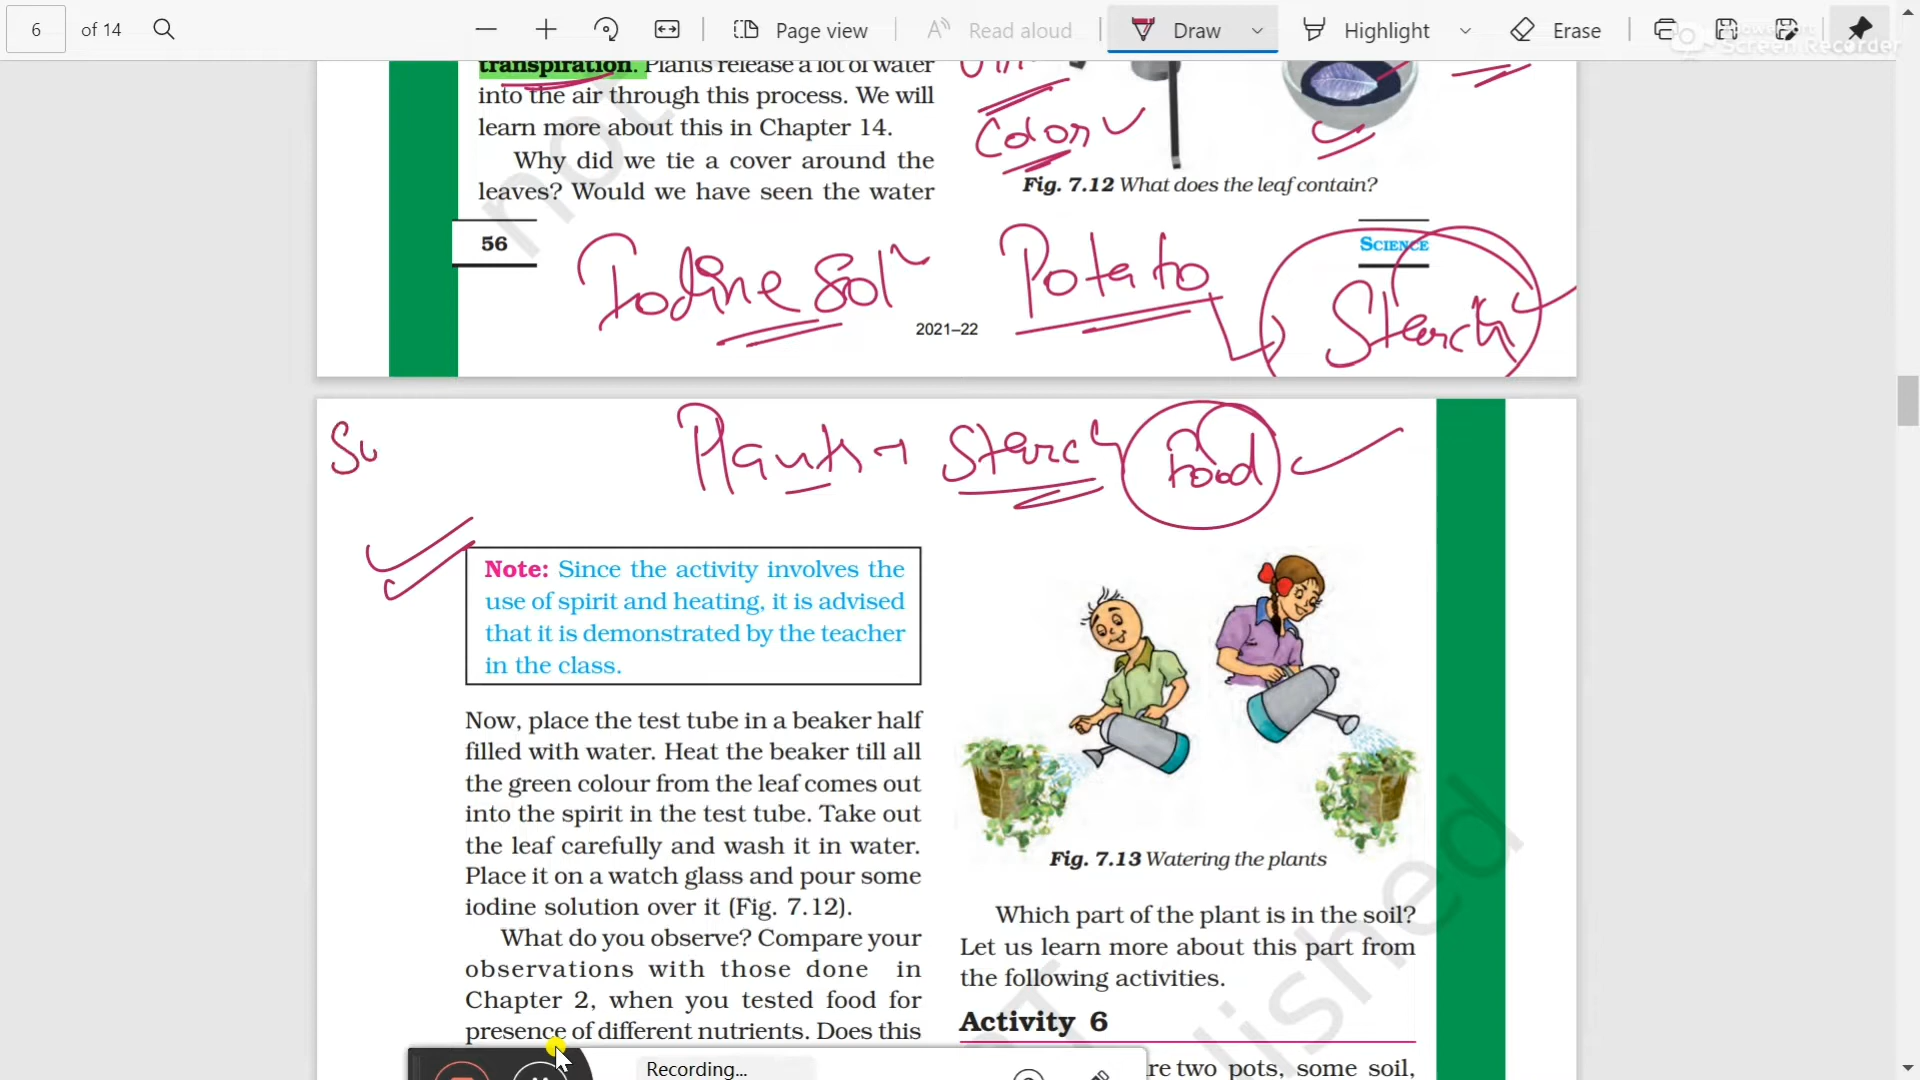 6 of 14 Page view Read aloud Draw Highlight Erase
Screen Recorder
transpiration. Plants release a lot of water
into the air through this process. We will
learn more about this in Chapter 14.
Why did we tie a cover around the
leaves? Would we have seen the water
Color
Fig. 7.12 What does the leaf contain?
56
SCIENCE
Iodine Sol
Potato
Starch
2021–22
Su
Plants Starch Food
Note: Since the activity involves the
use of spirit and heating, it is advised
that it is demonstrated by the teacher
in the class.
Now, place the test tube in a beaker half
filled with water. Heat the beaker till all
the green colour from the leaf comes out
into the spirit in the test tube. Take out
the leaf carefully and wash it in water.
Place it on a watch glass and pour some
iodine solution over it (Fig. 7.12).
What do you observe? Compare your
observations with those done in
Chapter 2, when you tested food for
presence of different nutrients. Does this
Fig. 7.13 Watering the plants
Which part of the plant is in the soil?
Let us learn more about this part from
the following activities.
Activity 6
re two pots, some soil,
Recording...
not
lished